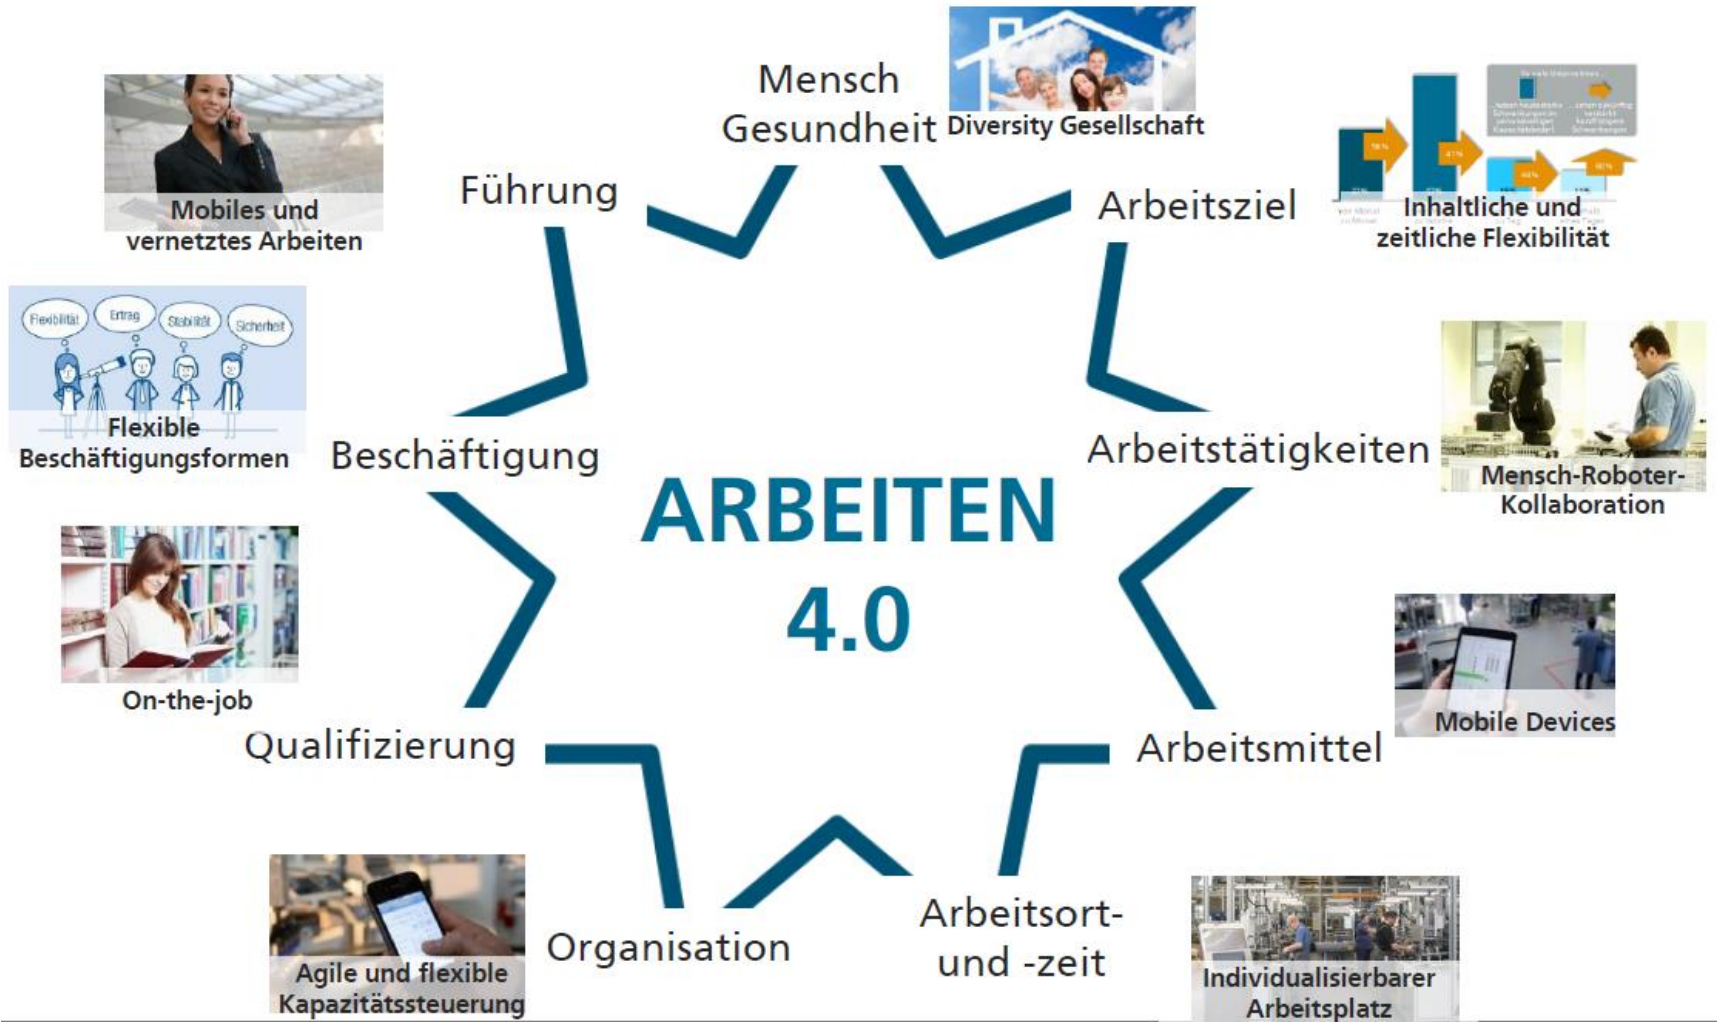 Mensch
Gesundheit
Diversity Gesellschaft
Führung
Arbeitsziel
Mobiles und
vernetztes Arbeiten
Inhaltliche und
zeitliche Flexibilität
Flexibilität
Ertrag
Stabilität
Sicherheit
Flexible
Beschäftigungsformen
Beschäftigung
Arbeitstätigkeiten
Mensch-Roboter-
Kollaboration
ARBEITEN
4.0
On-the-job
Qualifizierung
Mobile Devices
Arbeitsmittel
Agile und flexible
Kapazitätssteuerung
Organisation
Arbeitsort-
und -zeit
Individualisierbarer
Arbeitsplatz